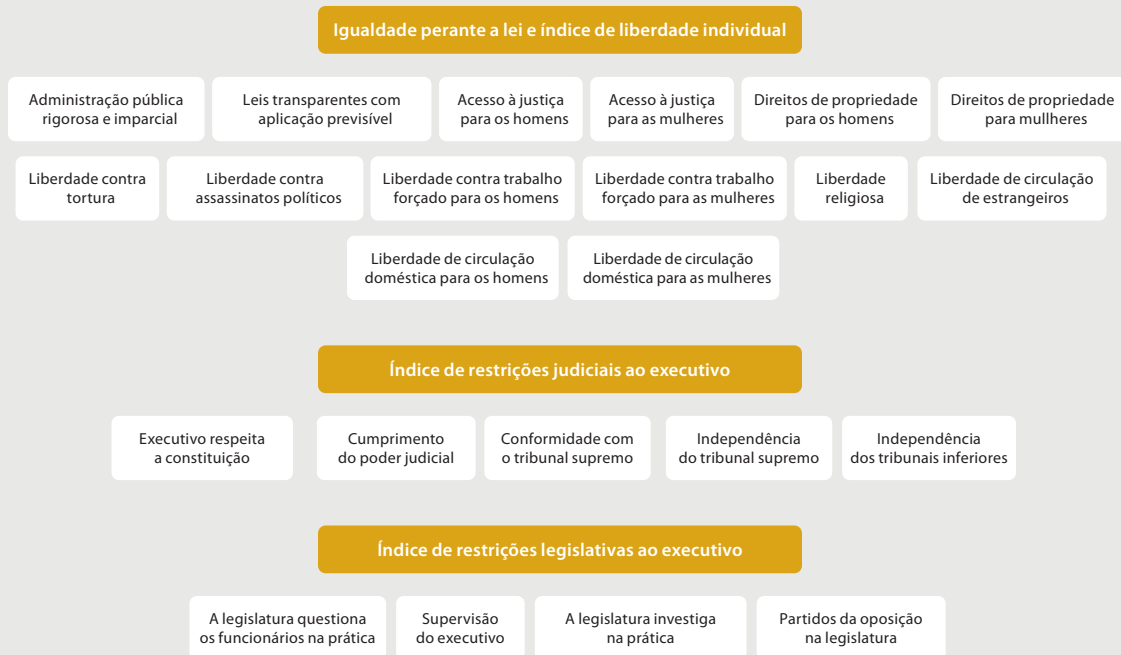 Igualdade perante a lei e índice de liberdade individual
Administração pública
rigorosa e imparcial
Leis transparentes com
aplicação previsível
Acesso à justiça
para os homens
Acesso à justiça
para as mulheres
Direitos de propriedade
para os homens
Direitos de propriedade
para mullheres
Liberdade contra
tortura
Liberdade contra
assassinatos políticos
Liberdade contra trabalho
forçado para os homens
Liberdade contra trabalho
forçado para as mulheres
Liberdade
religiosa
Liberdade de circulação
de estrangeiros
Liberdade de circulação
doméstica para os homens
Liberdade de circulação
doméstica para as mulheres
Índice de restrições judiciais ao executivo
Executivo respeita
a constituição
Cumprimento
do poder judicial
Conformidade com
o tribunal supremo
Independência
do tribunal supremo
Independência
dos tribunais inferiores
Índice de restrições legislativas ao executivo
A legislatura questiona
os funcionários na prática
Supervisão
do executivo
A legislatura investiga
na prática
Partidos da oposição
na legislatura